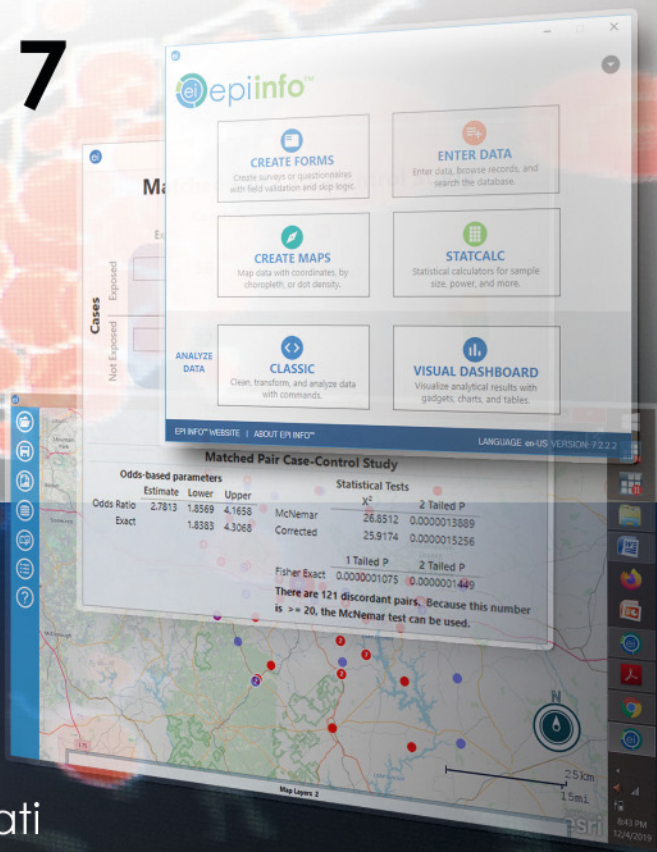 7
epiinfo™
CREATE FORMS
Create surveys or questionnaires
with field validation and skip logic.
ENTER DATA
Enter data, browse records, and
search the database.
CREATE MAPS
Map data with coordinates, by
choropleth, or dot density.
STATCALC
Statistical calculators for sample
size, power, and more.
ANALYZE
DATA
CLASSIC
Clean, transform, and analyze data
with commands.
VISUAL DASHBOARD
Visualize analytical results with
gadgets, charts, and tables.
EPI INFO™ WEBSITE | ABOUT EPI INFO™
LANGUAGE en-US VERSION: 7.2.2.2
Cases
Exposed
Not Exposed
Matched Pair Case-Control Study
Odds-based parameters
Estimate Lower Upper
Odds Ratio 2.7813 1.8569 4.1658
Exact 1.8383 4.3068
Statistical Tests
X² 2 Tailed P
McNemar 26.8512 0.0000013889
Corrected 25.9174 0.0000015256
1 Tailed P 2 Tailed P
Fisher Exact 0.0000001075 0.0000001449
There are 121 discordant pairs. Because this number
is >= 20, the McNemar test can be used.
N
25km
15mi
Map Layers 2
esri
8:43 PM
12/4/2019
ati